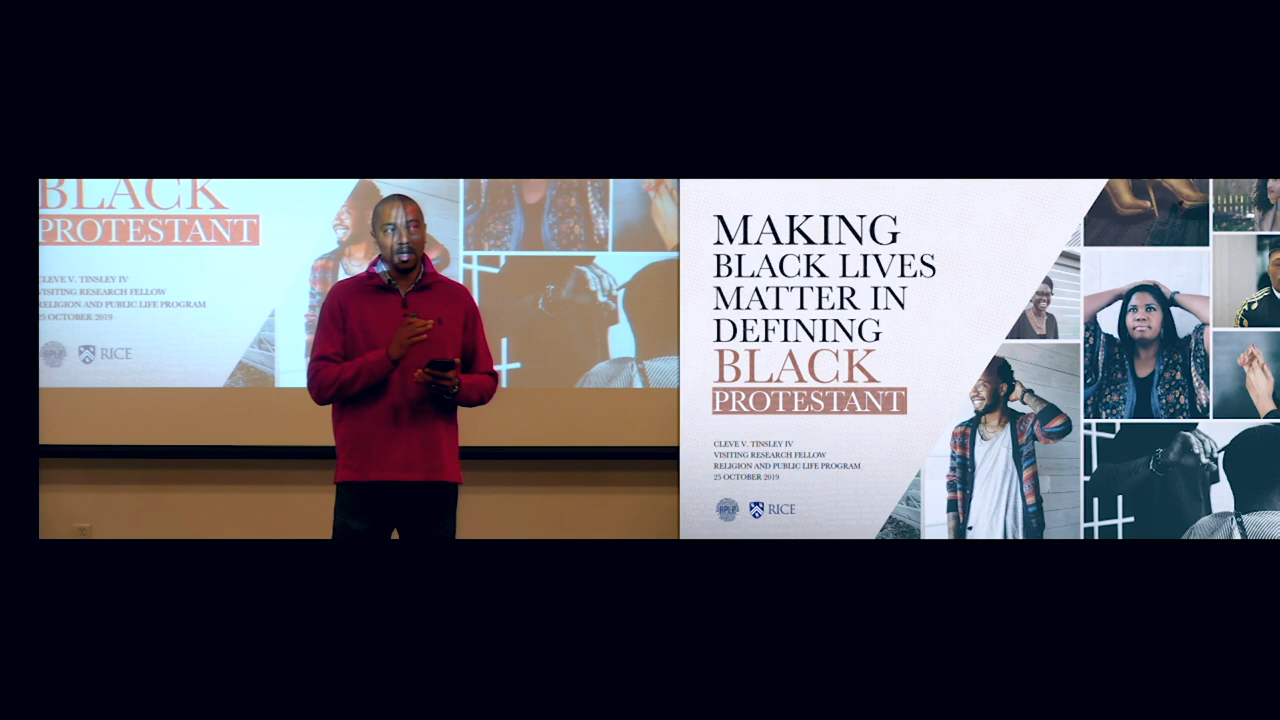 BLACK
PROTESTANT
CLEVE V. TINSLEY IV
VISITING RESEARCH FELLOW
RELIGION AND PUBLIC LIFE PROGRAM
25 OCTOBER 2019
RPLP
RICE
MAKING
BLACK LIVES
MATTER IN
DEFINING
BLACK
PROTESTANT
CLEVE V. TINSLEY IV
VISITING RESEARCH FELLOW
RELIGION AND PUBLIC LIFE PROGRAM
25 OCTOBER 2019
RPLP
RICE